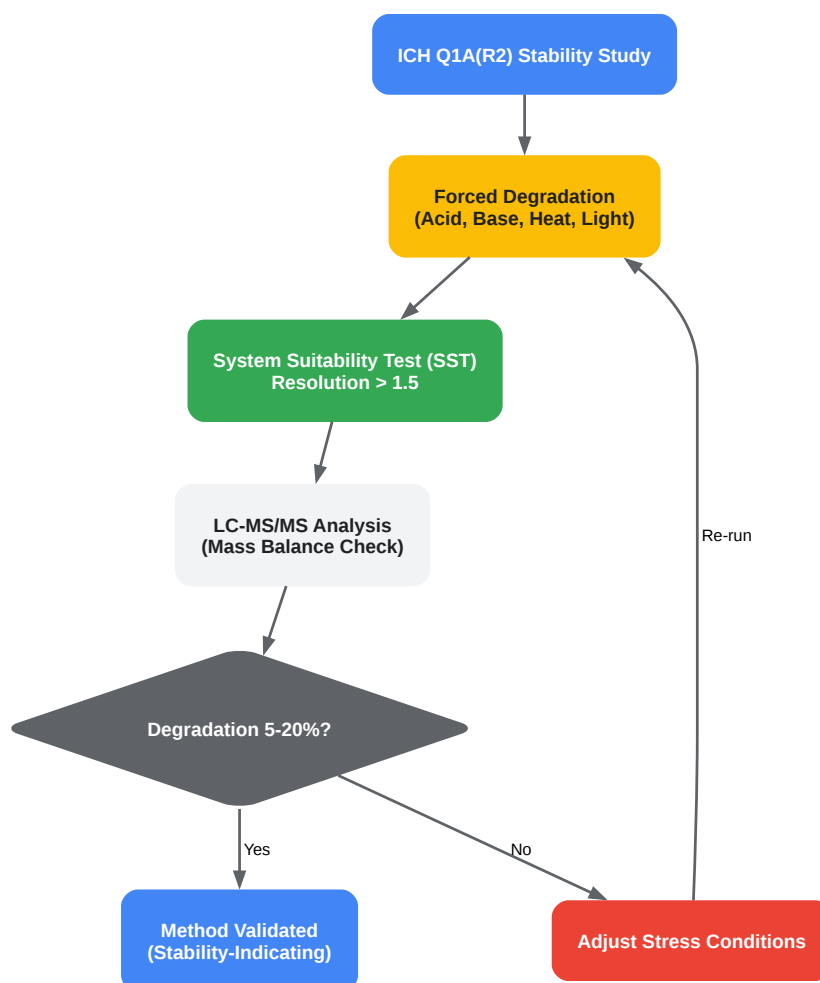 ICH Q1A(R2) Stability Study
Forced Degradation
(Acid, Base, Heat, Light)
System Suitability Test (SST)
Resolution > 1.5
LC-MS/MS Analysis
(Mass Balance Check)
Re-run
Degradation 5-20%?
Yes
No
Method Validated
(Stability-Indicating)
Adjust Stress Conditions